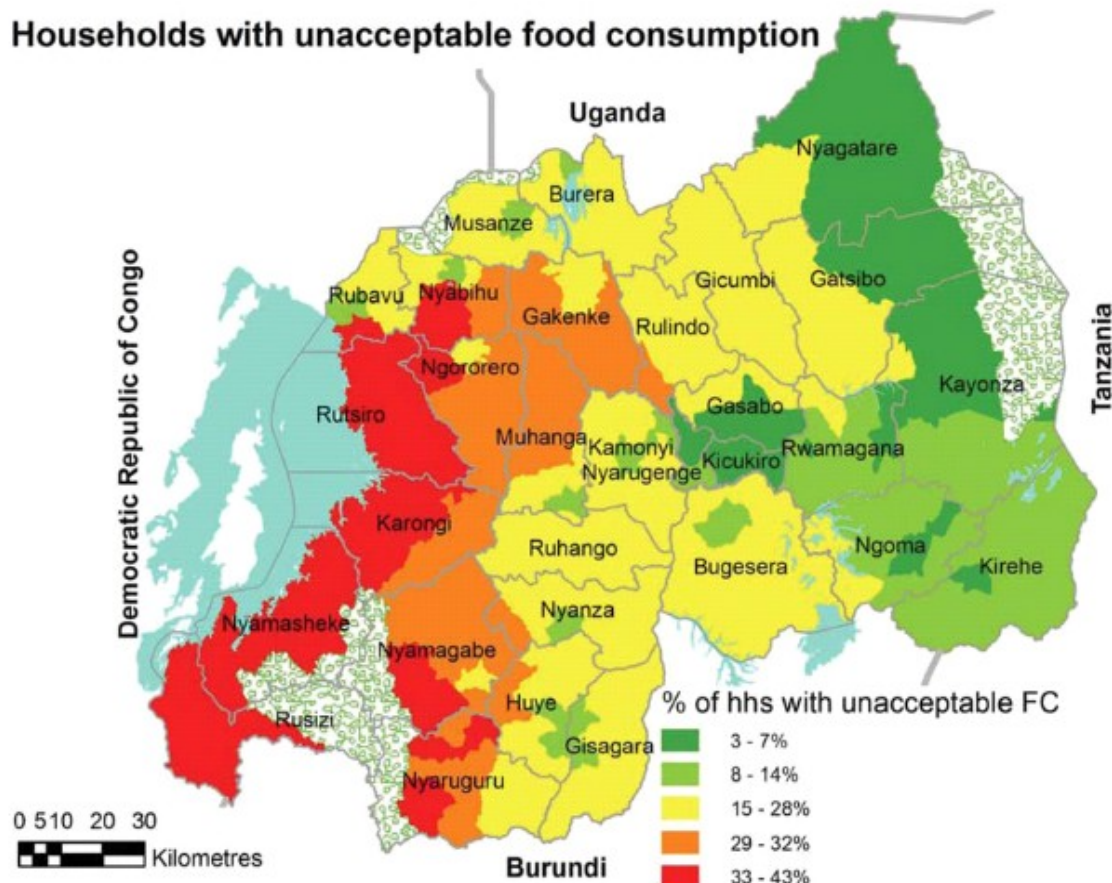 Households with unacceptable food consumption
Uganda
Nyagatare
Burera
Musanze
Democratic Republic of Congo
Rubavu
Nyabihu
Gakenke
Rulindo
Gicumbi
Gatsibo
Tanzania
Ngororero
Rutsiro
Gasabo
Kayonza
Muhanga
Kamonyi
Nyarugenge
Kicukiro
Rwamagana
Karongi
Ruhango
Bugesera
Ngoma
Kirehe
Nyamasheke
Nyanza
Nyamagabe
Huye
Rusizi
Gisagara
Nyaruguru
% of hhs with unacceptable FC
3 - 7%
8 - 14%
15 - 28%
29 - 32%
33 - 43%
0 5 10 20 30
Kilometres
Burundi